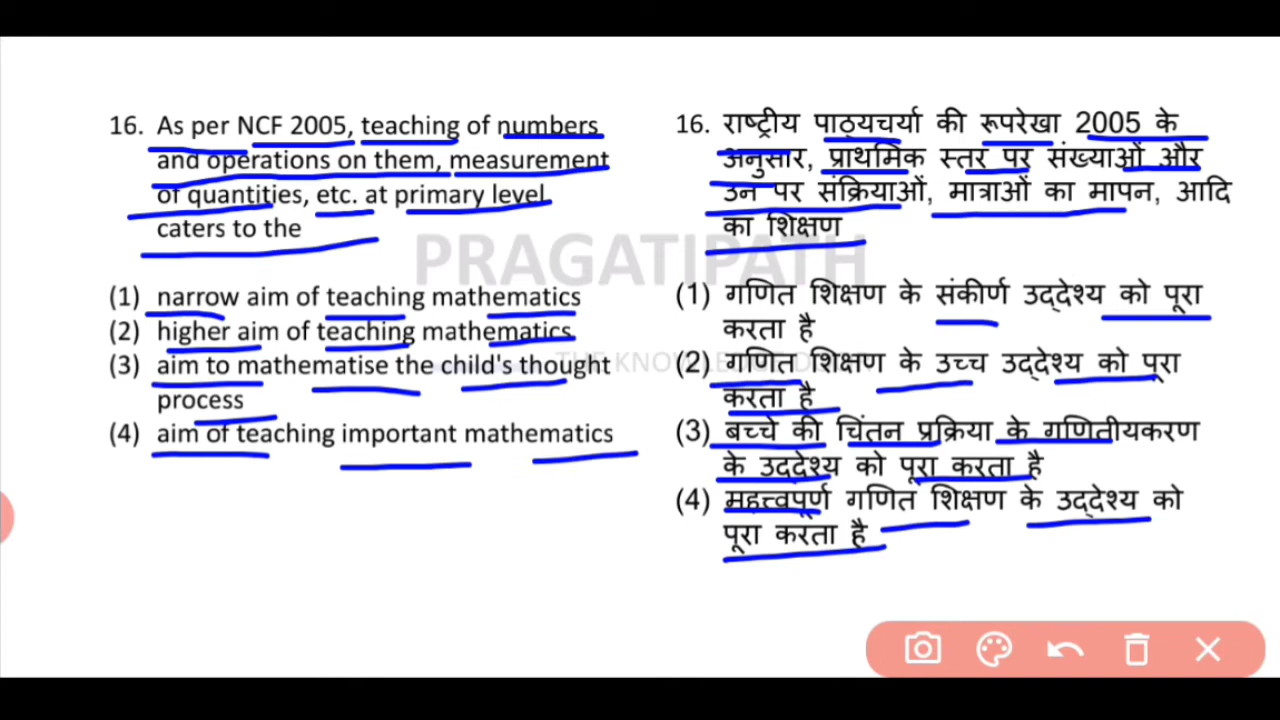 16. As per NCF 2005, teaching of numbers
and operations on them, measurement
of quantities, etc. at primary level
caters to the
(1) narrow aim of teaching mathematics
(2) higher aim of teaching mathematics
(3) aim to mathematise the child's thought
process
(4) aim of teaching important mathematics
16. राष्ट्रीय पाठ्यचर्या की रूपरेखा 2005 के
अनुसार, प्राथमिक स्तर पर संख्याओं और
उन पर संक्रियाओं, मात्राओं का मापन, आदि
का शिक्षण
(1) गणित शिक्षण के संकीर्ण उद्देश्य को पूरा
करता है
(2) गणित शिक्षण के उच्च उद्देश्य को पूरा
करता है
(3) बच्चे की चिंतन प्रक्रिया के गणितीयकरण
के उद्देश्य को पूरा करता है
(4) महत्त्वपूर्ण गणित शिक्षण के उद्देश्य को
पूरा करता है
PRAGATIPATH
THE KNOWLEDGE